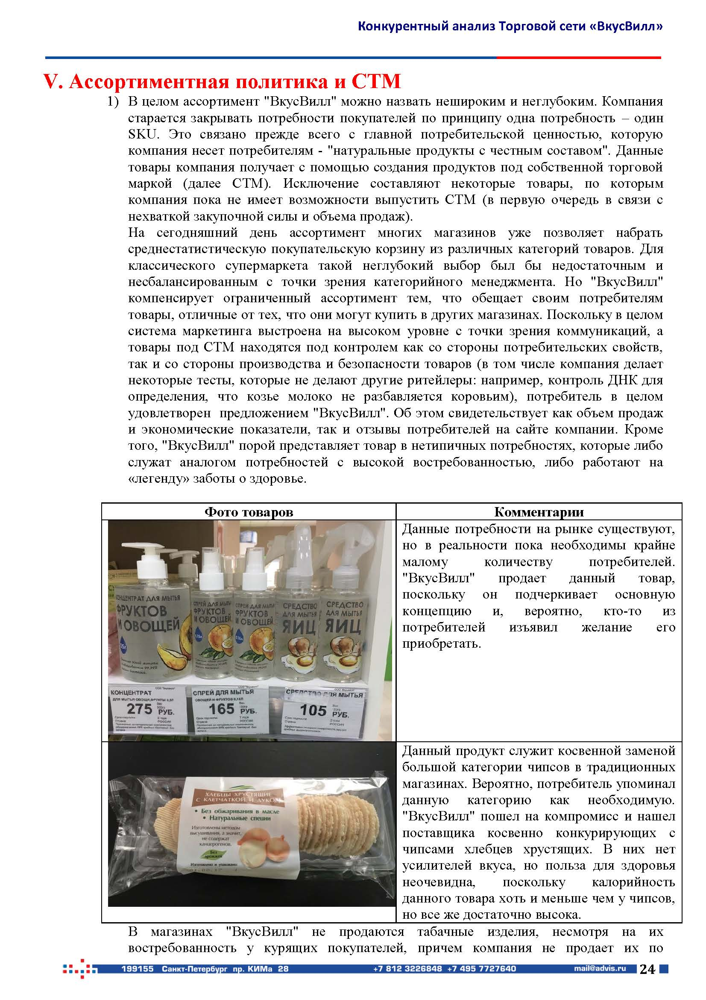 Конкурентный анализ Торговой сети «ВкусВилл»
V. Ассортиментная политика и СТМ
1) В целом ассортимент "ВкусВилл" можно назвать нешироким и неглубоким. Компания
старается закрывать потребности покупателей по принципу одна потребность – один
SKU. Это связано прежде всего с главной потребительской ценностью, которую
компания несет потребителям - "натуральные продукты с честным составом". Данные
товары компания получает с помощью создания продуктов под собственной торговой
маркой (далее СТМ). Исключение составляют некоторые товары, по которым
компания пока не имеет возможности выпустить СТМ (в первую очередь в связи с
нехваткой закупочной силы и объема продаж).
На сегодняшний день ассортимент многих магазинов уже позволяет набрать
среднестатистическую покупательскую корзину из различных категорий товаров. Для
классического супермаркета такой неглубокий выбор был бы недостаточным и
несбалансированным с точки зрения категорийного менеджмента. Но "ВкусВилл"
компенсирует ограниченный ассортимент тем, что обещает своим потребителям
товары, отличные от тех, что они могут купить в других магазинах. Поскольку в целом
система маркетинга выстроена на высоком уровне с точки зрения коммуникаций, а
товары под СТМ находятся под контролем как со стороны потребительских свойств,
так и со стороны производства и безопасности товаров (в том числе компания делает
некоторые тесты, которые не делают другие ритейлеры: например, контроль ДНК для
определения, что козье молоко не разбавляется коровьим), потребитель в целом
удовлетворен предложением "ВкусВилл". Об этом свидетельствует как объем продаж
и экономические показатели, так и отзывы потребителей на сайте компании. Кроме
того, "ВкусВилл" порой представляет товар в нетипичных потребностях, которые либо
служат аналогом потребностей с высокой востребованностью, либо работают на
«легенду» заботы о здоровье.
Фото товаров
Комментарии
КОНЦЕНТРАТ ДЛЯ МЫТЬЯ
ФРУКТОВ
И ОВОЩЕЙ
СПРЕЙ ДЛЯ МЫТЬЯ
ФРУКТОВ
И ОВОЩЕЙ
0,15л
СПРЕЙ ДЛЯ МЫТЬЯ
ФРУКТОВ
И ОВОЩЕЙ
0,15л
СРЕДСТВО
ДЛЯ МЫТЬЯ
ЯИЦ
СРЕДСТВО
ДЛЯ МЫТЬЯ
ЯИЦ
КОНЦЕНТРАТ
ДЛЯ МЫТЬЯ ОВОЩИ,ФРУКТЫ 0,5Л
275 РУБ.
СПРЕЙ ДЛЯ МЫТЬЯ
ОВОЩЕЙ И ФРУКТОВ 0,15Л
165 РУБ.
СРЕДСТВО ДЛЯ МЫТЬЯ
105 РУБ.
Данные потребности на рынке существуют,
но в реальности пока необходимы крайне
малому количеству потребителей.
"ВкусВилл" продает данный товар,
поскольку он подчеркивает основную
концепцию и, вероятно, кто-то из
потребителей изъявил желание его
приобретать.
ХЛЕБЦЫ ХРУСТЯЩИЕ
С КЛЕТЧАТКОЙ И ЛУКОМ
• Без обжаривания в масле
• Натуральные специи
Изготовлены методом
высушивания, а значит,
не содержат
канцерогенов.
Без
дрожжей
Изготовлено и упаковано:
Данный продукт служит косвенной заменой
большой категории чипсов в традиционных
магазинах. Вероятно, потребитель упоминал
данную категорию как необходимую.
"ВкусВилл" пошел на компромисс и нашел
поставщика косвенно конкурирующих с
чипсами хлебцев хрустящих. В них нет
усилителей вкуса, но польза для здоровья
неочевидна, поскольку калорийность
данного товара хоть и меньше чем у чипсов,
но все же достаточно высока.
В магазинах "ВкусВилл" не продаются табачные изделия, несмотря на их
востребованность у курящих покупателей, причем компания не продает их по
199155 Санкт-Петербург пр. КИМа 28 +7 812 3226848 +7 495 7727640 mail@advis.ru 24